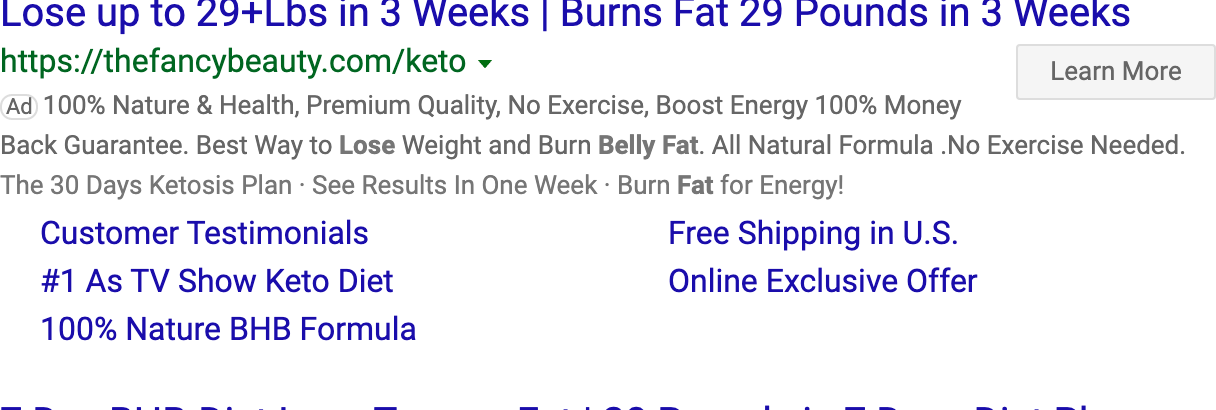 Lose up to 29+Lbs in 3 Weeks | Burns Fat 29 Pounds in 3 Weeks
https://thefancybeauty.com/keto
Learn More
Ad 100% Nature & Health, Premium Quality, No Exercise, Boost Energy 100% Money
Back Guarantee. Best Way to Lose Weight and Burn Belly Fat. All Natural Formula .No Exercise Needed.
The 30 Days Ketosis Plan · See Results In One Week · Burn Fat for Energy!
Customer Testimonials
Free Shipping in U.S.
#1 As TV Show Keto Diet
Online Exclusive Offer
100% Nature BHB Formula